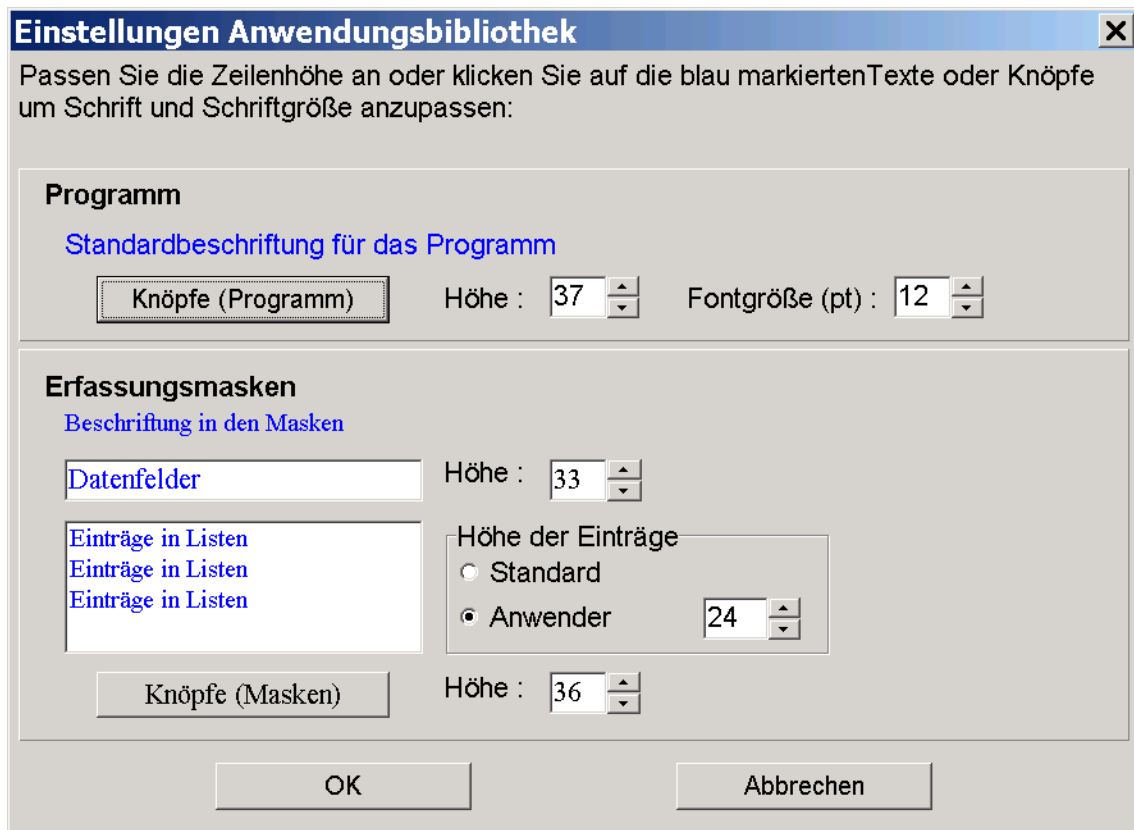 Einstellungen Anwendungsbibliothek
Passen Sie die Zeilenhöhe an oder klicken Sie auf die blau markiertenTexte oder Knöpfe
um Schrift und Schriftgröße anzupassen:
Programm
Standardbeschriftung für das Programm
Knöpfe (Programm) Höhe : 37 Fontgröße (pt) : 12
Erfassungsmasken
Beschriftung in den Masken
Datenfelder Höhe : 33
Einträge in Listen
Einträge in Listen
Einträge in Listen
Höhe der Einträge
Standard
Anwender 24
Knöpfe (Masken) Höhe : 36
OK Abbrechen